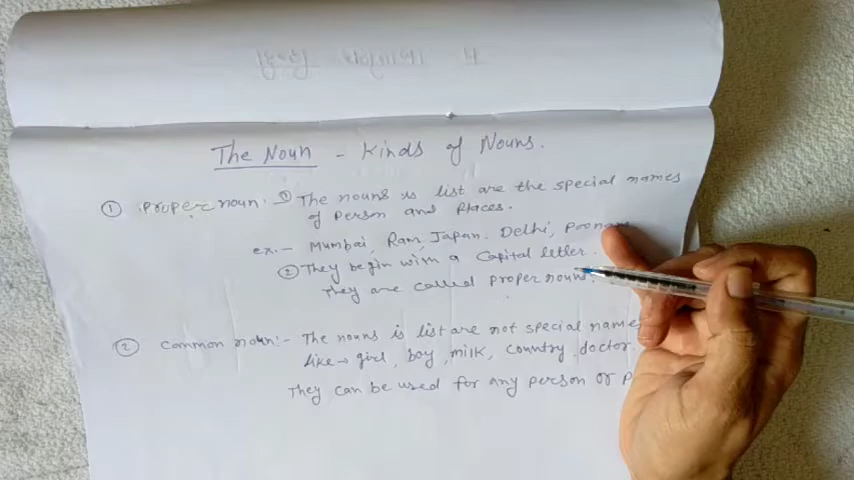 The Noun - Kinds of Nouns.
① Proper noun: ① The nouns is list are the special names
of Person and Places.
ex.- Mumbai, Ram, Japan. Delhi, Poonam
② They begin with a Capital letter.
They are called proper nouns.
② Common noun:- The nouns is list are not special name
like → girl, boy, milk, country, doctor
They can be used for any person or P